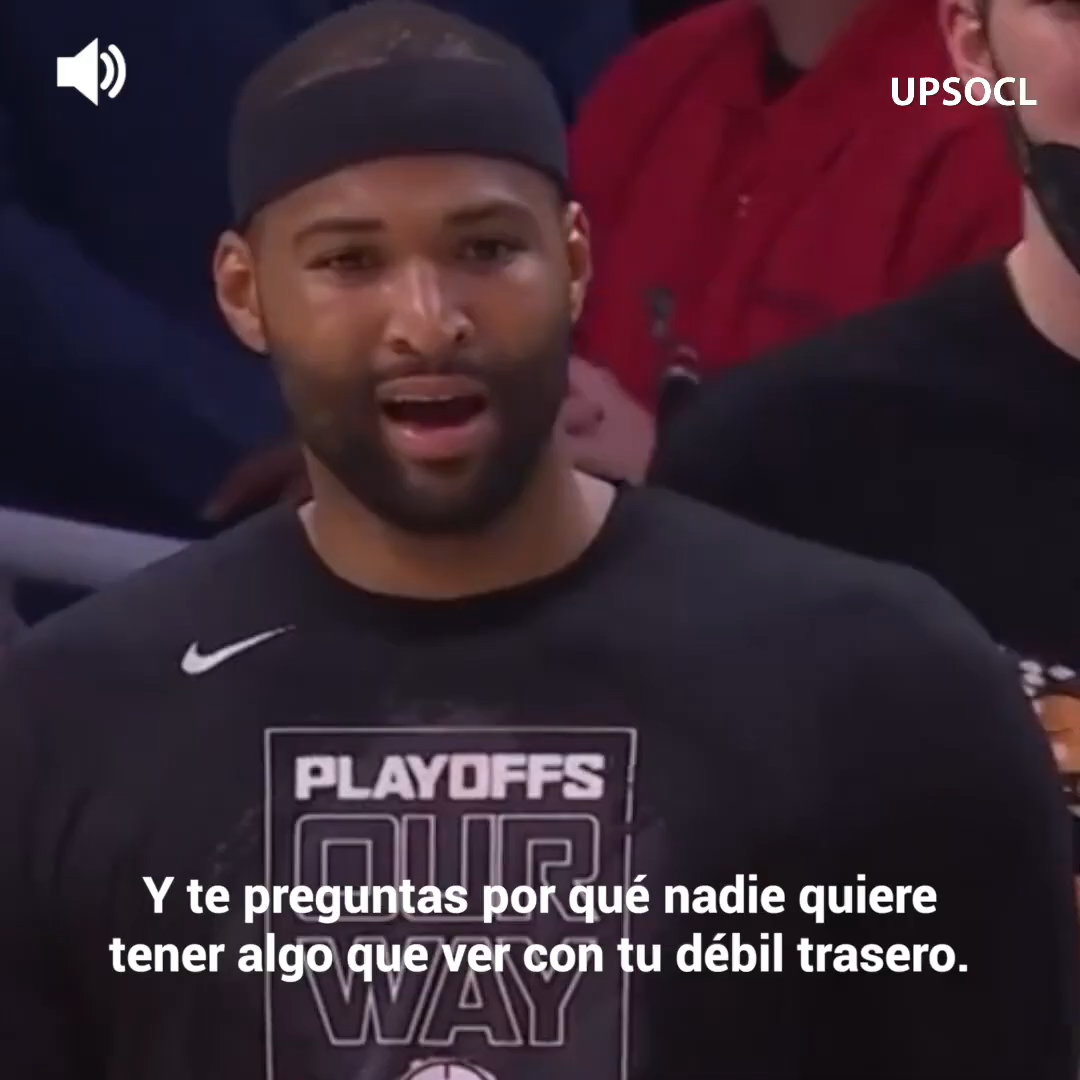 UPSOCL
PLAYOFFS
OUR
WAY
Y te preguntas por qué nadie quiere
tener algo que ver con tu débil trasero.